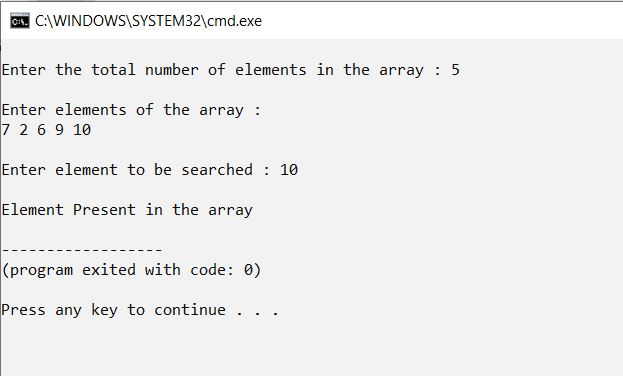 C:\WINDOWS\SYSTEM32\cmd.exe
Enter the total number of elements in the array : 5
Enter elements of the array :
7 2 6 9 10
Enter element to be searched : 10
Element Present in the array
------------------
(program exited with code: 0)
Press any key to continue . . .